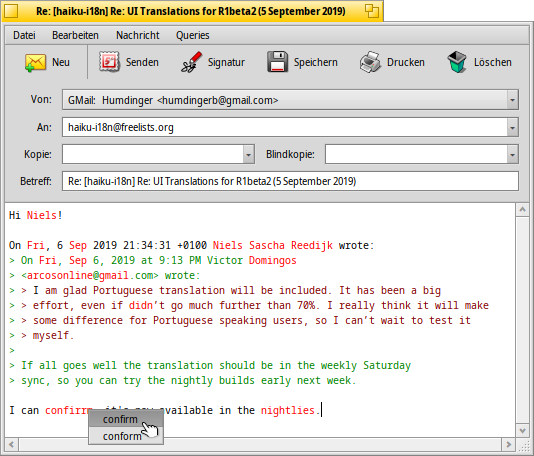 Re: [haiku-i18n] Re: UI Translations for R1beta2 (5 September 2019)
Datei Bearbeiten Nachricht Queries
Neu Senden Signatur Speichern Drucken Löschen
Von: GMail: Humdinger <humdingerb@gmail.com>
An: haiku-i18n@freelists.org
Kopie: Blindkopie:
Betreff: Re: [haiku-i18n] Re: UI Translations for R1beta2 (5 September 2019)
Hi Niels!
On Fri, 6 Sep 2019 21:34:31 +0100 Niels Sascha Reedijk wrote:
> On Fri, Sep 6, 2019 at 9:13 PM Victor Domingos
> <arcosonline@gmail.com> wrote:
> > I am glad Portuguese translation will be included. It has been a big
> > effort, even if didn't go much further than 70%. I really think it will make
> > some difference for Portuguese speaking users, so I can't wait to test it
> > myself.
>
> If all goes well the translation should be in the weekly Saturday
> sync, so you can try the nightly builds early next week.
I can confirrm, it's now available in the nightlies.
confirm
conform